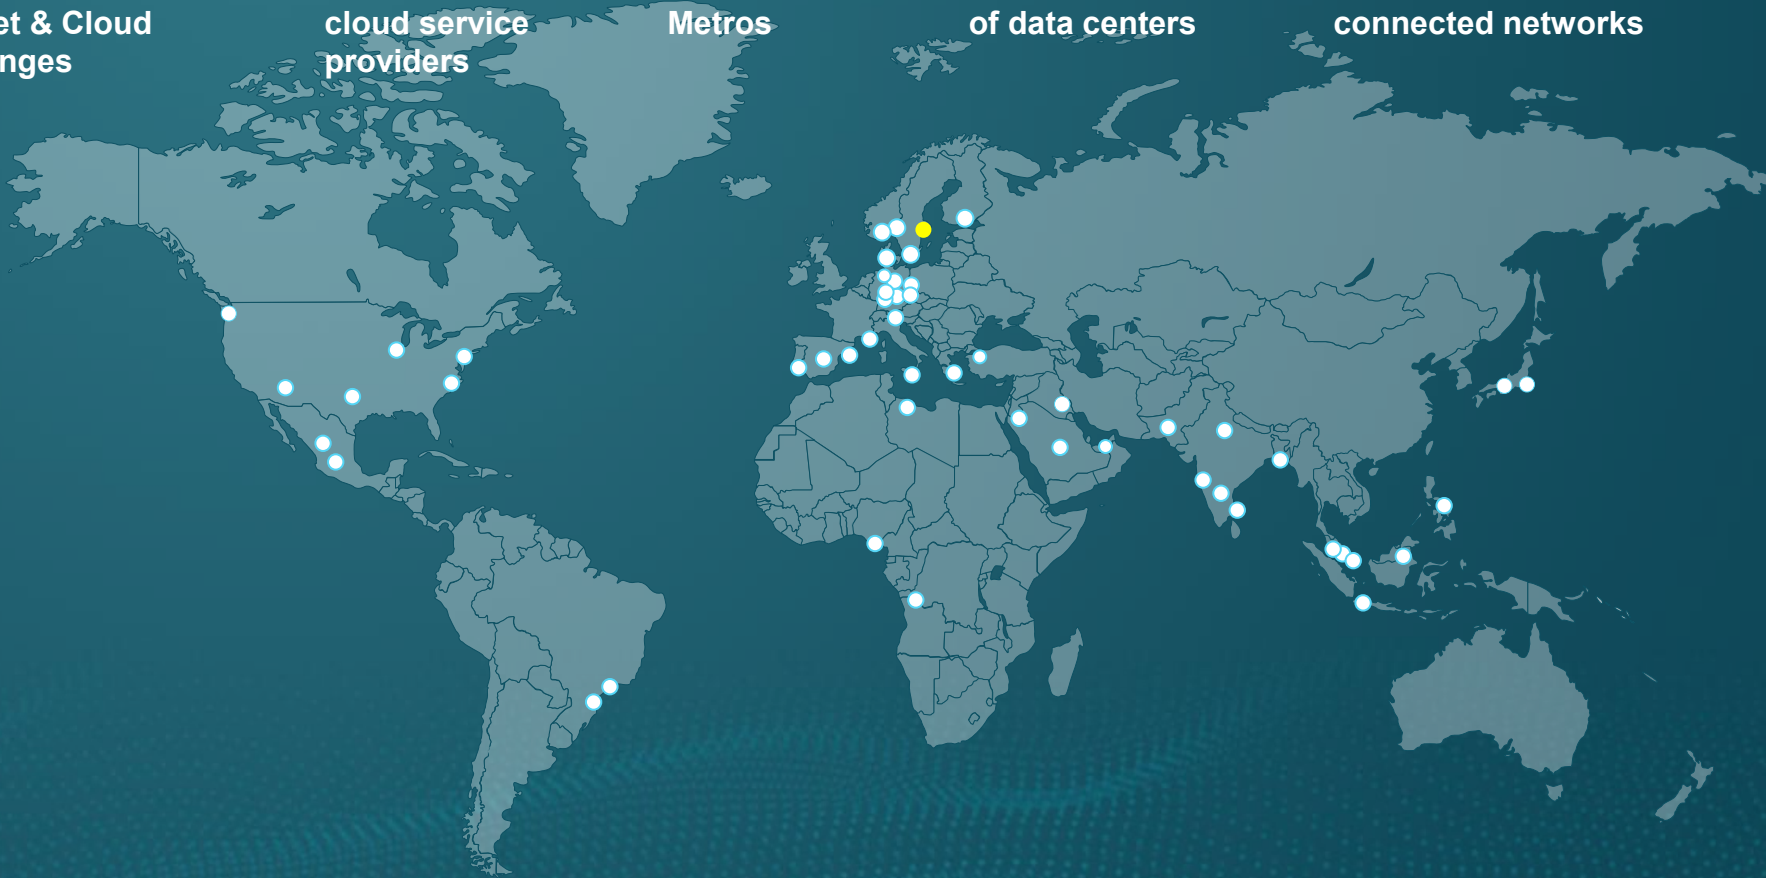 et & Cloud
nges
cloud service
providers
Metros
of data centers
connected networks